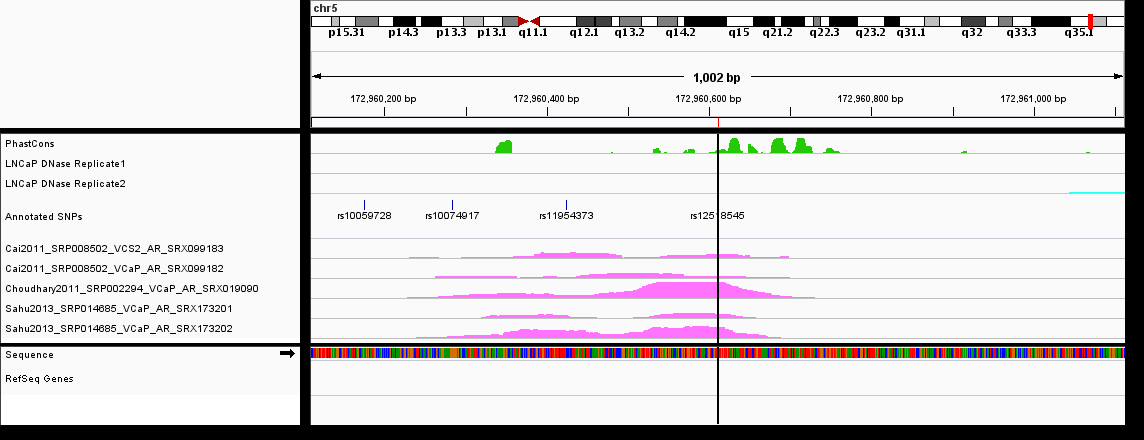 chr5
p15.31 p14.3 p13.3 p13.1 q11.1 q12.1 q13.2 q14.2 q15 q21.2 q22.3 q23.2 q31.1 q32 q33.3 q35.1
1,002 bp
172,960,200 bp 172,960,400 bp 172,960,600 bp 172,960,800 bp 172,961,000 bp
PhastCons
LNCaP DNase Replicate1
LNCaP DNase Replicate2
Annotated SNPs
rs10059728 rs10074917 rs11954373
Cai2011_SRP008502_VCS2_AR_SRX099183
Cai2011_SRP008502_VCaP_AR_SRX099182
Choudhary2011_SRP002294_VCaP_AR_SRX019090
Sahu2013_SRP014685_VCaP_AR_SRX173201
Sahu2013_SRP014685_VCaP_AR_SRX173202
Sequence
RefSeq Genes